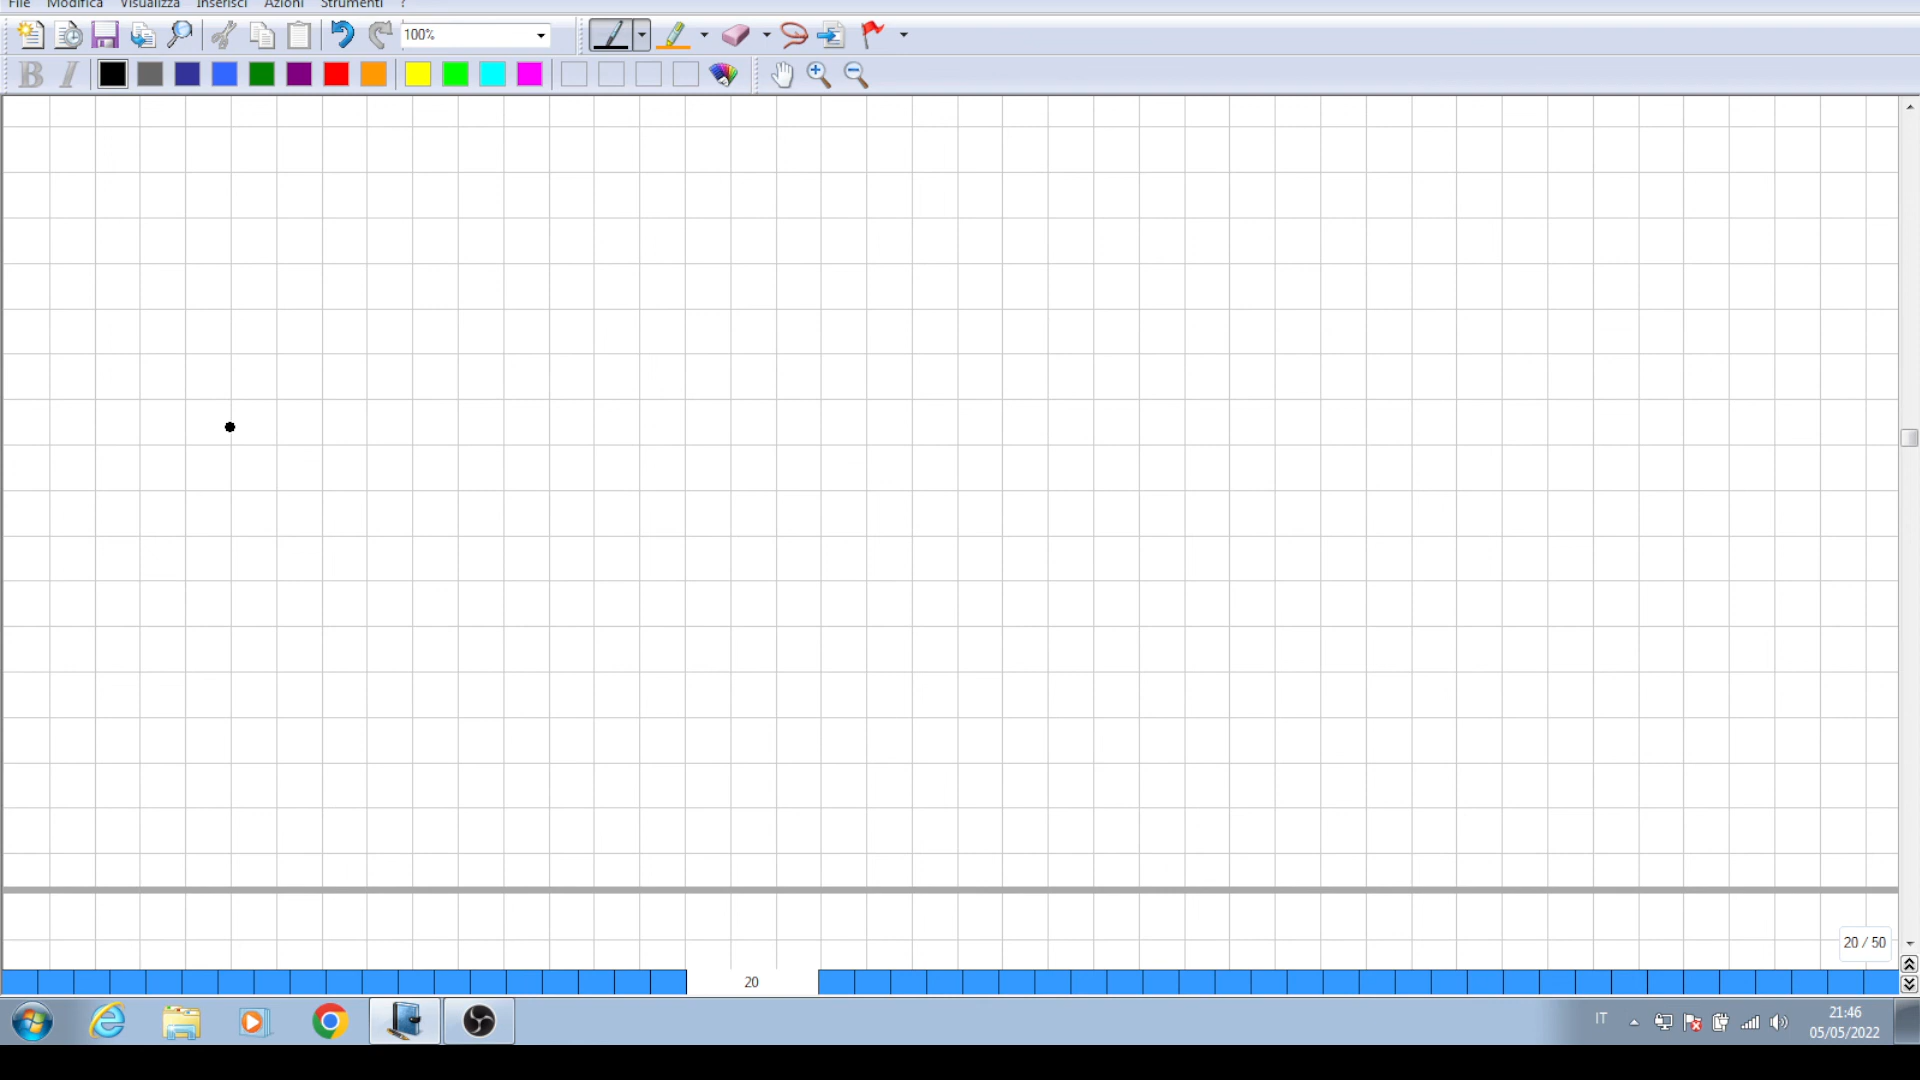 File Modifica Visualizza Inserisci Azioni Strumenti ?
100%
B I
20 / 50
20
IT
21:46
05/05/2022